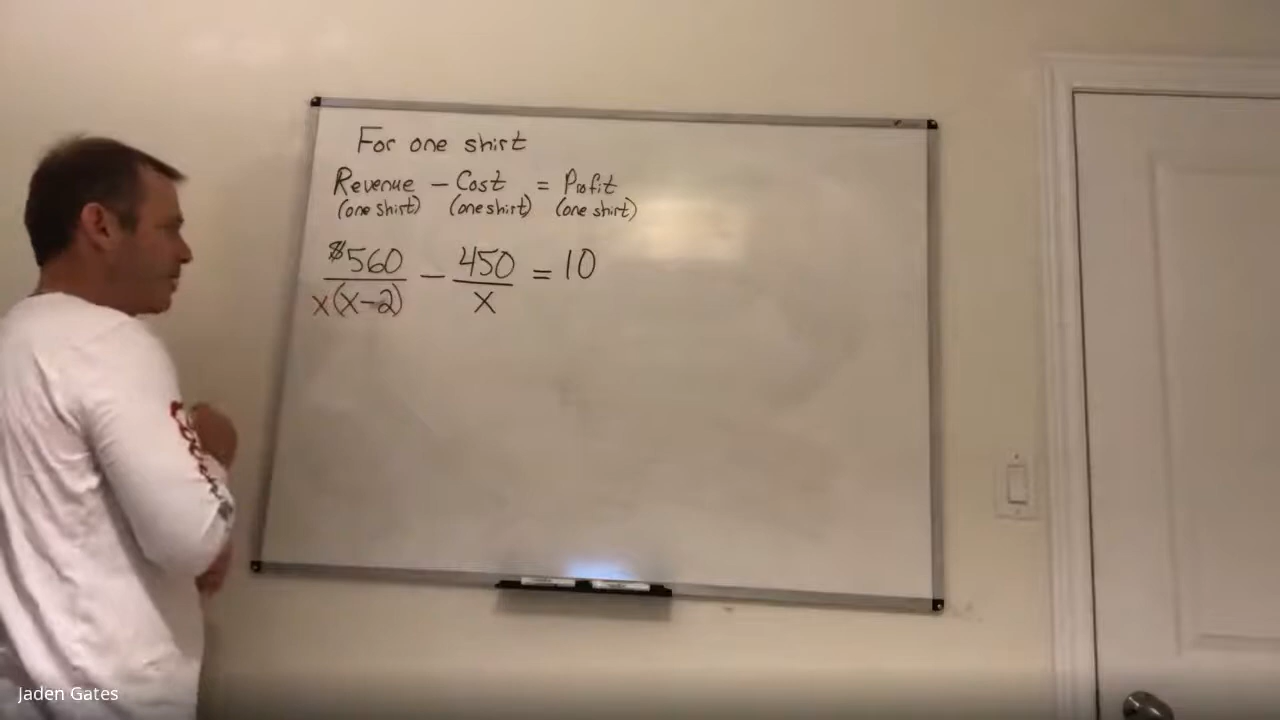 For one shirt
Revenue - Cost = Profit
(one shirt) (one shirt) (one shirt)
$560 / x(x-2) - 450 / x = 10
Jaden Gates